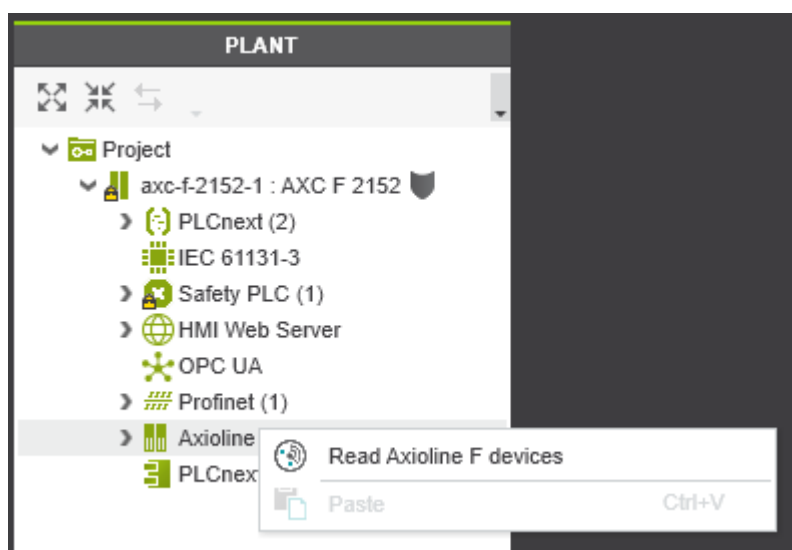 PLANT
Project
axc-f-2152-1 : AXC F 2152
PLCnext (2)
IEC 61131-3
Safety PLC (1)
HMI Web Server
OPC UA
Profinet (1)
Axioline
Read Axioline F devices
PLCnex
Paste Ctrl+V